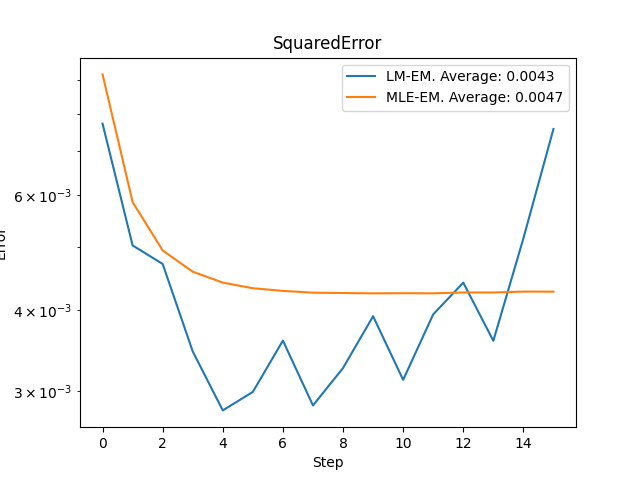 SquaredError
LM-EM. Average: 0.0043
MLE-EM. Average: 0.0047
6 × 10⁻³
4 × 10⁻³
3 × 10⁻³
Error
0 2 4 6 8 10 12 14
Step